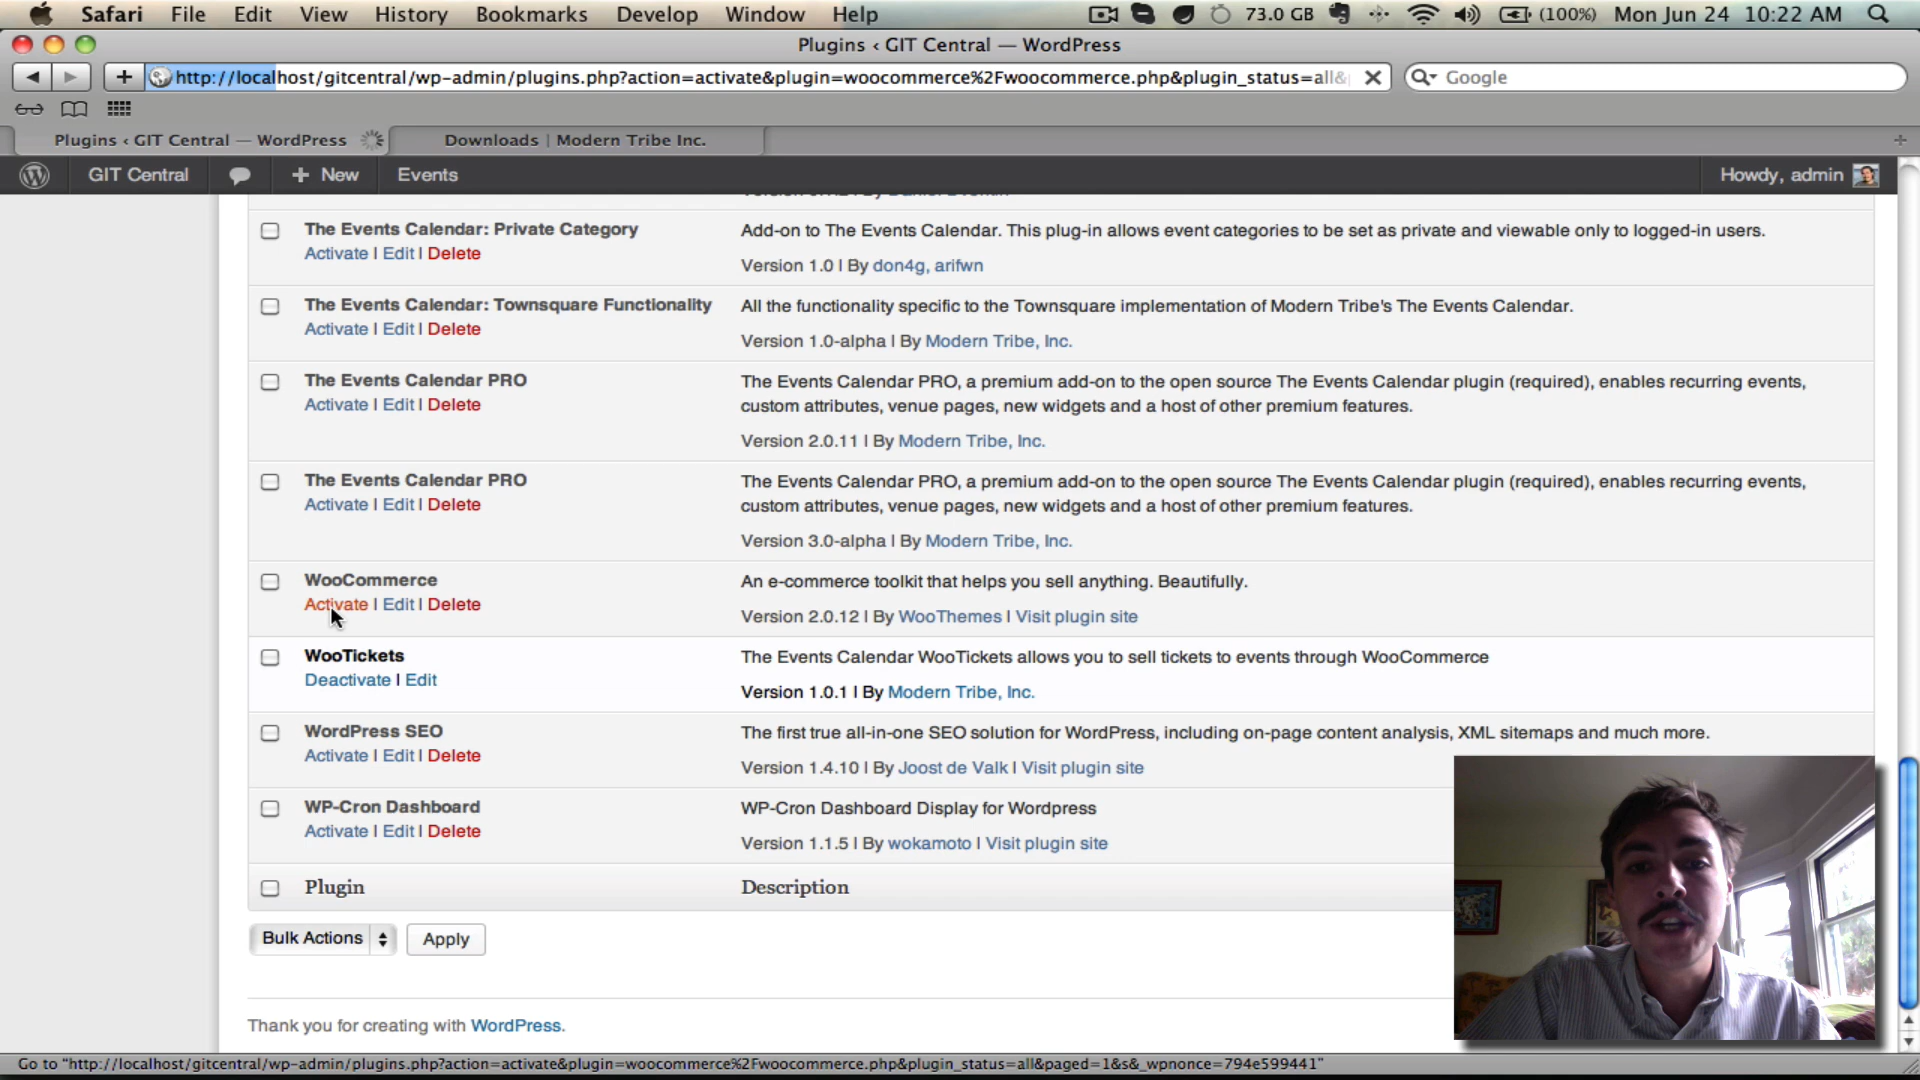 Safari File Edit View History Bookmarks Develop Window Help 73.0 GB (100%) Mon Jun 24 10:22 AM
Plugins ‹ GIT Central — WordPress
http://localhost/gitcentral/wp-admin/plugins.php?action=activate&plugin=woocommerce%2Fwoocommerce.php&plugin_status=all& Google
Plugins ‹ GIT Central — WordPress Downloads | Modern Tribe Inc.
GIT Central + New Events Howdy, admin
The Events Calendar: Private Category Add-on to The Events Calendar. This plug-in allows event categories to be set as private and viewable only to logged-in users.
Activate | Edit | Delete
Version 1.0 | By don4g, arifwn
The Events Calendar: Townsquare Functionality All the functionality specific to the Townsquare implementation of Modern Tribe's The Events Calendar.
Activate | Edit | Delete
Version 1.0-alpha | By Modern Tribe, Inc.
The Events Calendar PRO The Events Calendar PRO, a premium add-on to the open source The Events Calendar plugin (required), enables recurring events,
Activate | Edit | Delete custom attributes, venue pages, new widgets and a host of other premium features.
Version 2.0.11 | By Modern Tribe, Inc.
The Events Calendar PRO The Events Calendar PRO, a premium add-on to the open source The Events Calendar plugin (required), enables recurring events,
Activate | Edit | Delete custom attributes, venue pages, new widgets and a host of other premium features.
Version 3.0-alpha | By Modern Tribe, Inc.
WooCommerce An e-commerce toolkit that helps you sell anything. Beautifully.
Activate | Edit | Delete Version 2.0.12 | By WooThemes | Visit plugin site
WooTickets The Events Calendar WooTickets allows you to sell tickets to events through WooCommerce
Deactivate | Edit Version 1.0.1 | By Modern Tribe, Inc.
WordPress SEO The first true all-in-one SEO solution for WordPress, including on-page content analysis, XML sitemaps and much more.
Activate | Edit | Delete Version 1.4.10 | By Joost de Valk | Visit plugin site
WP-Cron Dashboard WP-Cron Dashboard Display for Wordpress
Activate | Edit | Delete Version 1.1.5 | By wokamoto | Visit plugin site
Plugin Description
Bulk Actions Apply
Thank you for creating with WordPress.
Go to "http://localhost/gitcentral/wp-admin/plugins.php?action=activate&plugin=woocommerce%2Fwoocommerce.php&plugin_status=all&paged=1&s&_wpnonce=794e599441"